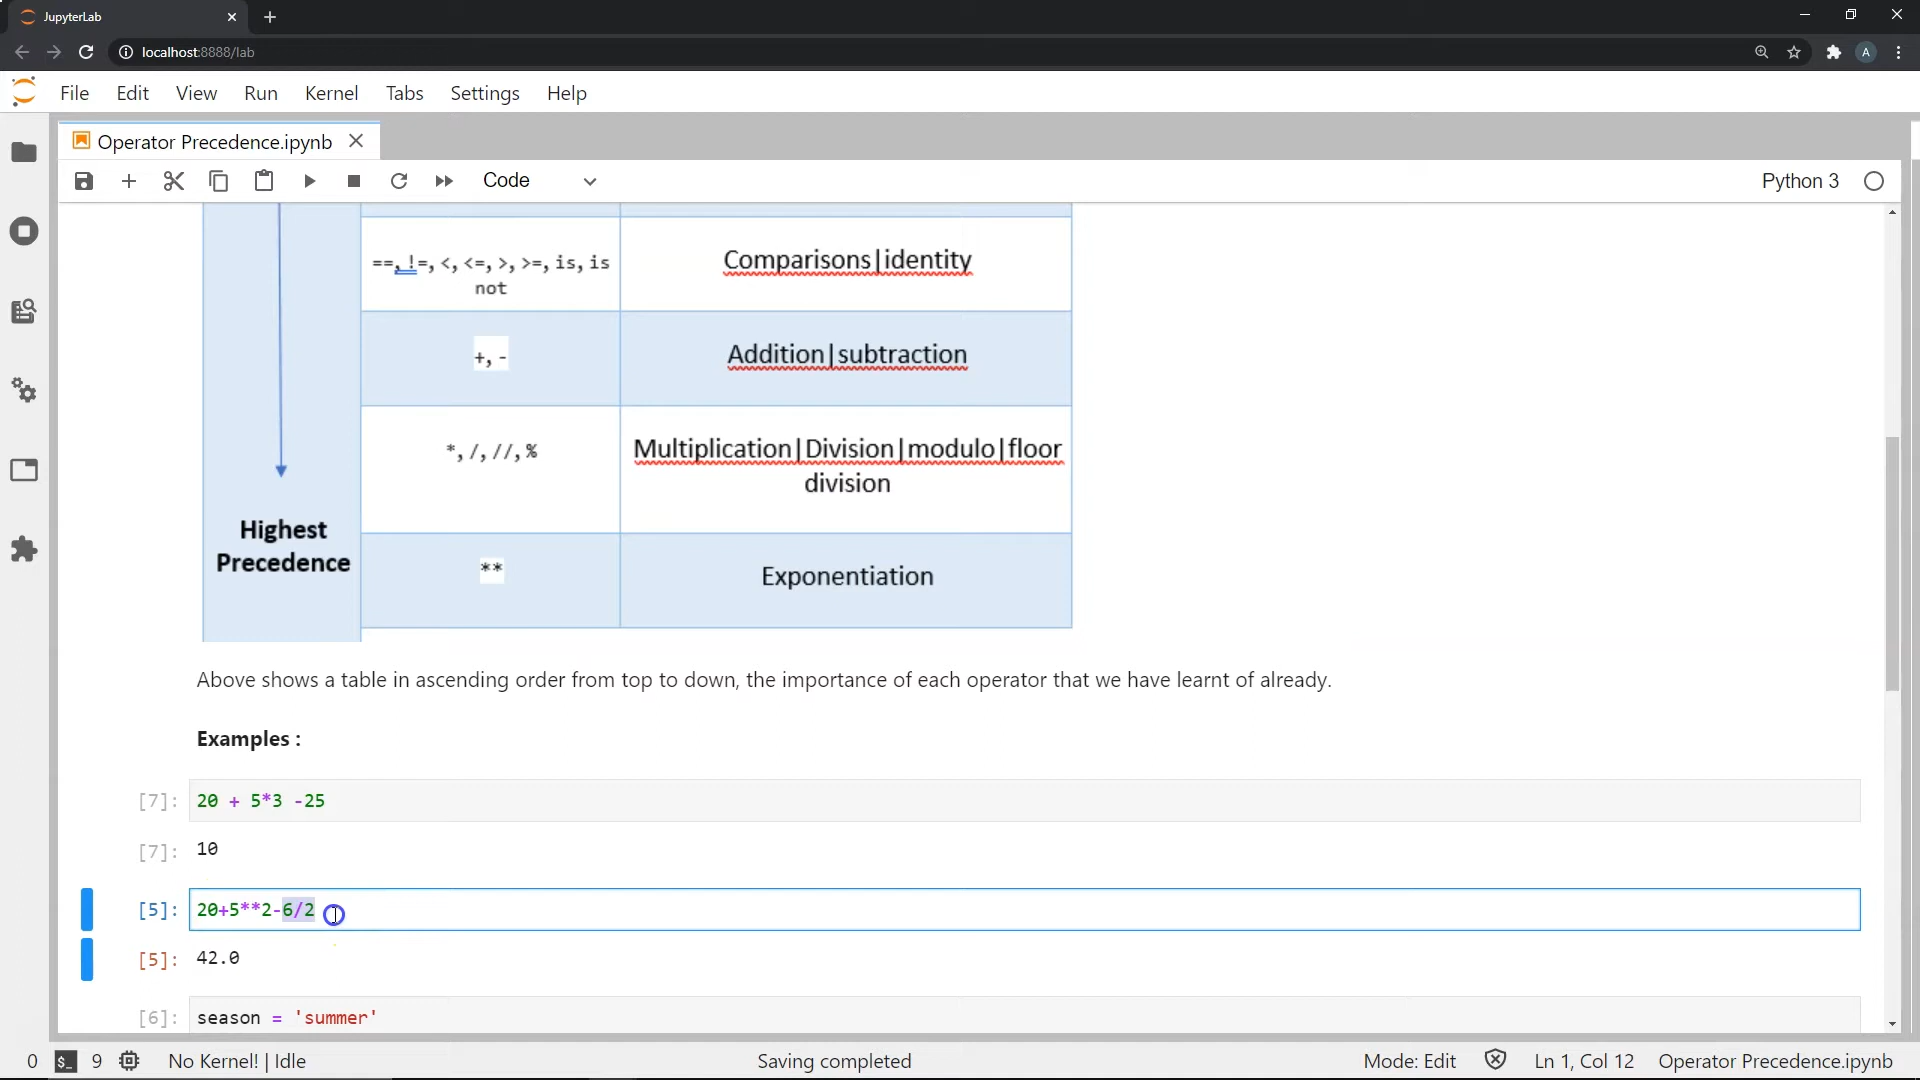 JupyterLab
localhost:8888/lab
A
File Edit View Run Kernel Tabs Settings Help
Operator Precedence.ipynb
Code
Python 3
==, !=, <, <=, >, >=, is, is
not
Comparisons|identity
+, -
Addition|subtraction
*, /, //, %
Multiplication|Division|modulo|floor
division
Highest
Precedence
**
Exponentiation
Above shows a table in ascending order from top to down, the importance of each operator that we have learnt of already.
Examples :
[7]: 20 + 5*3 -25
[7]: 10
[5]: 20+5**2-6/2
[5]: 42.0
[6]: season = 'summer'
0 $_ 9 No Kernel! | Idle Saving completed Mode: Edit Ln 1, Col 12 Operator Precedence.ipynb